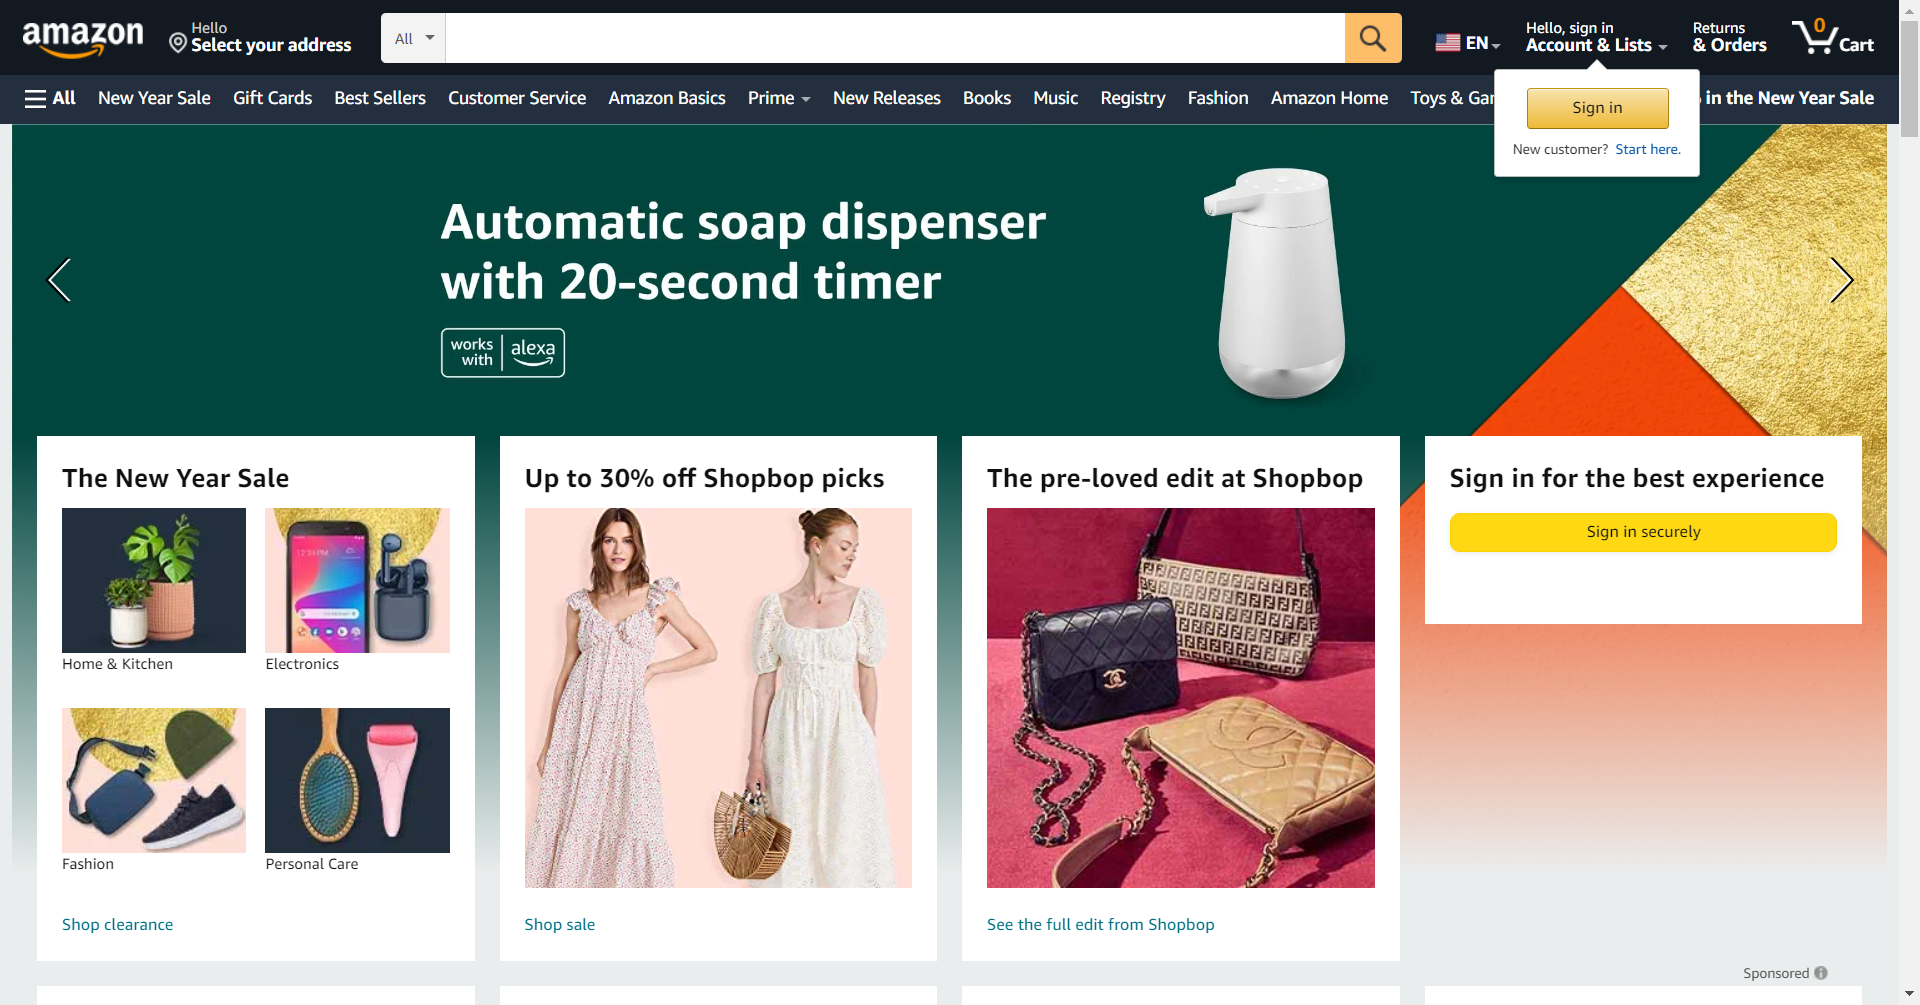 amazon
Hello
Select your address
All
EN
Hello, sign in
Account & Lists
Returns
& Orders
0
Cart
All
New Year Sale
Gift Cards
Best Sellers
Customer Service
Amazon Basics
Prime
New Releases
Books
Music
Registry
Fashion
Amazon Home
Toys & Gar
in the New Year Sale
Sign in
New customer? Start here.
Automatic soap dispenser
with 20-second timer
works
with
alexa
The New Year Sale
Home & Kitchen
Electronics
Fashion
Personal Care
Shop clearance
Up to 30% off Shopbop picks
Shop sale
The pre-loved edit at Shopbop
See the full edit from Shopbop
Sign in for the best experience
Sign in securely
Sponsored